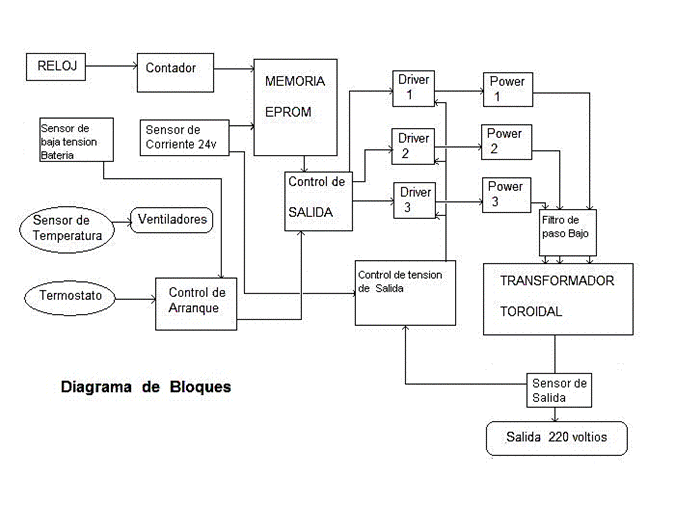 RELOJ
Contador
MEMORIA
EPROM
Driver
1
Power
1
Sensor de
baja tension
Bateria
Sensor de
Corriente 24v
Driver
2
Power
2
Control de
SALIDA
Driver
3
Power
3
Sensor de
Temperatura
Ventiladores
Filtro de
paso Bajo
Termostato
Control de
Arranque
Control de tension
de Salida
TRANSFORMADOR
TOROIDAL
Diagrama de Bloques
Sensor de
Salida
Salida 220 voltios